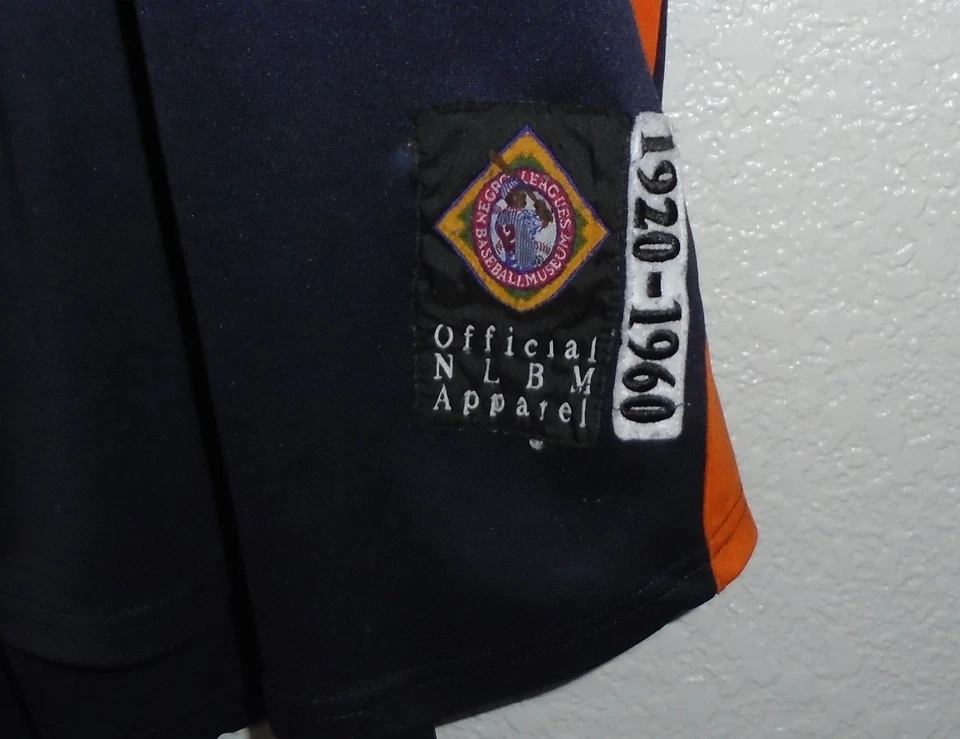 NEGRO LEAGUES
BASEBALL MUSEUM
Official
N L B M
Apparel
1920-1960